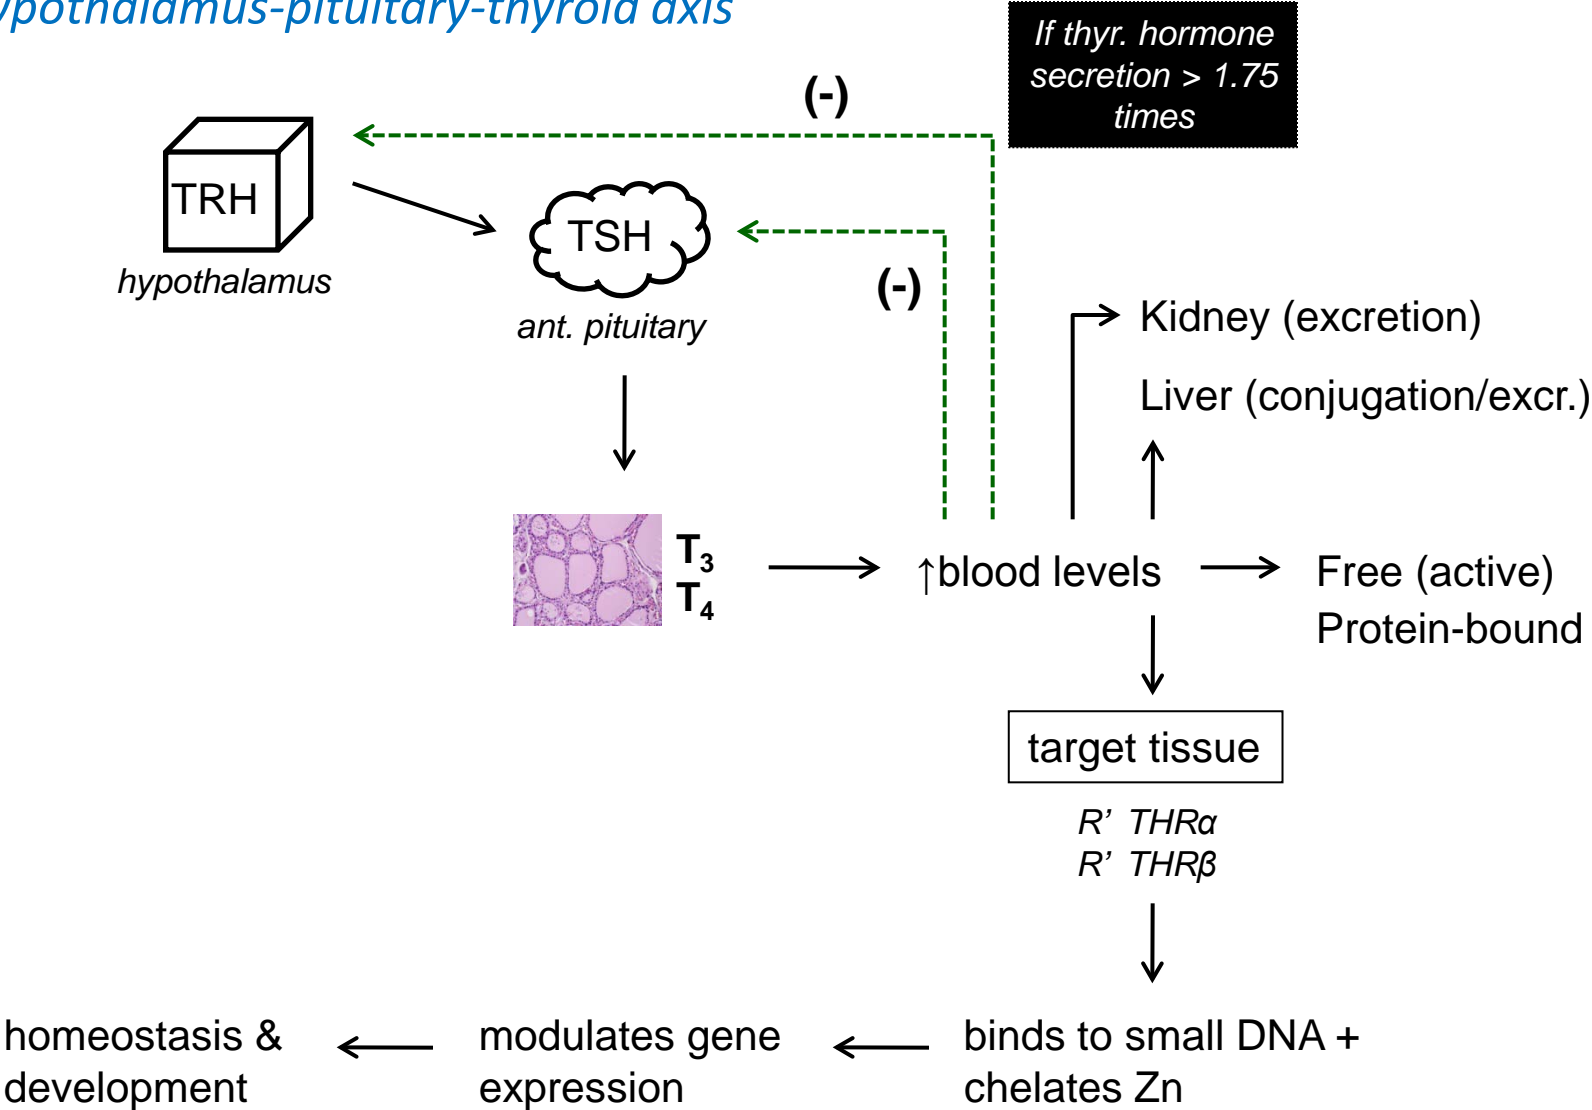 ypothalamus-pituitary-thyroid axis
If thyr. hormone
secretion > 1.75
times
(-)
TRH
hypothalamus
TSH
ant. pituitary
(-)
Kidney (excretion)
Liver (conjugation/excr.)
T₃
T₄
↑blood levels
Free (active)
Protein-bound
target tissue
R’ THRα
R’ THRβ
binds to small DNA +
chelates Zn
modulates gene
expression
homeostasis &
development